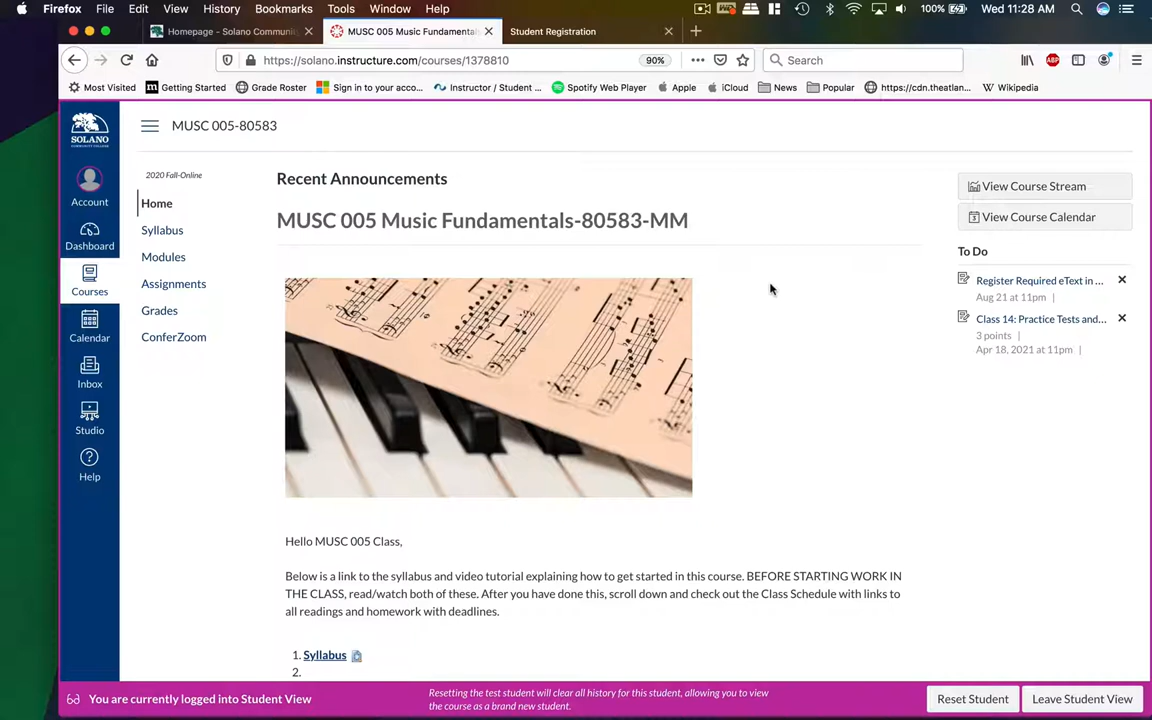 Firefox File Edit View History Bookmarks Tools Window Help 100% Wed 11:28 AM
Homepage - Solano Communit MUSC 005 Music Fundamentals Student Registration
https://solano.instructure.com/courses/1378810 90% Search ABP
Most Visited Getting Started Grade Roster Sign in to your acco... Instructor / Student ... Spotify Web Player Apple iCloud News Popular https://cdn.theatlan... Wikipedia
SOLANO
COMMUNITY COLLEGE
MUSC 005-80583
Account
Dashboard
Courses
Calendar
Inbox
Studio
Help
2020 Fall-Online
Home
Syllabus
Modules
Assignments
Grades
ConferZoom
Recent Announcements
MUSC 005 Music Fundamentals-80583-MM
Hello MUSC 005 Class,
Below is a link to the syllabus and video tutorial explaining how to get started in this course. BEFORE STARTING WORK IN
THE CLASS, read/watch both of these. After you have done this, scroll down and check out the Class Schedule with links to
all readings and homework with deadlines.
1. Syllabus
2.
View Course Stream
View Course Calendar
To Do
Register Required eText in ...
Aug 21 at 11pm |
Class 14: Practice Tests and...
3 points |
Apr 18, 2021 at 11pm |
You are currently logged into Student View
Resetting the test student will clear all history for this student, allowing you to view
the course as a brand new student.
Reset Student
Leave Student View